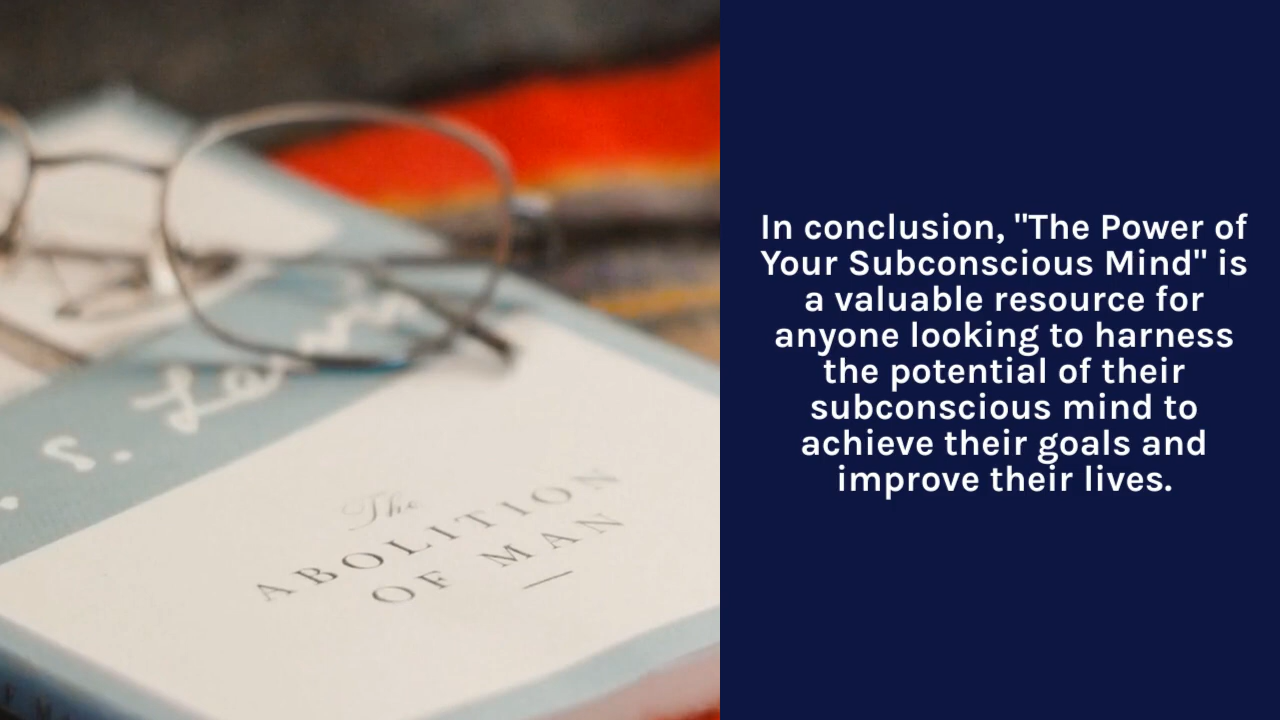 S. Lewis
The
ABOLITION
OF MAN
In conclusion, "The Power of
Your Subconscious Mind" is
a valuable resource for
anyone looking to harness
the potential of their
subconscious mind to
achieve their goals and
improve their lives.